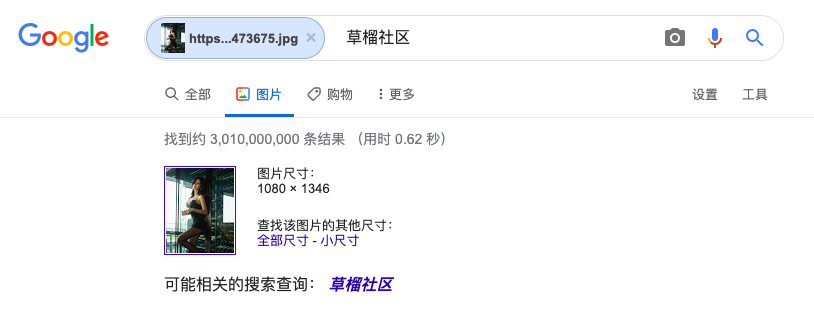 Google
https...473675.jpg × 草榴社区
全部 图片 购物 更多 设置 工具
找到约 3,010,000,000 条结果 （用时 0.62 秒）
图片尺寸：
1080 × 1346
查找该图片的其他尺寸：
全部尺寸 - 小尺寸
可能相关的搜索查询： 草榴社区